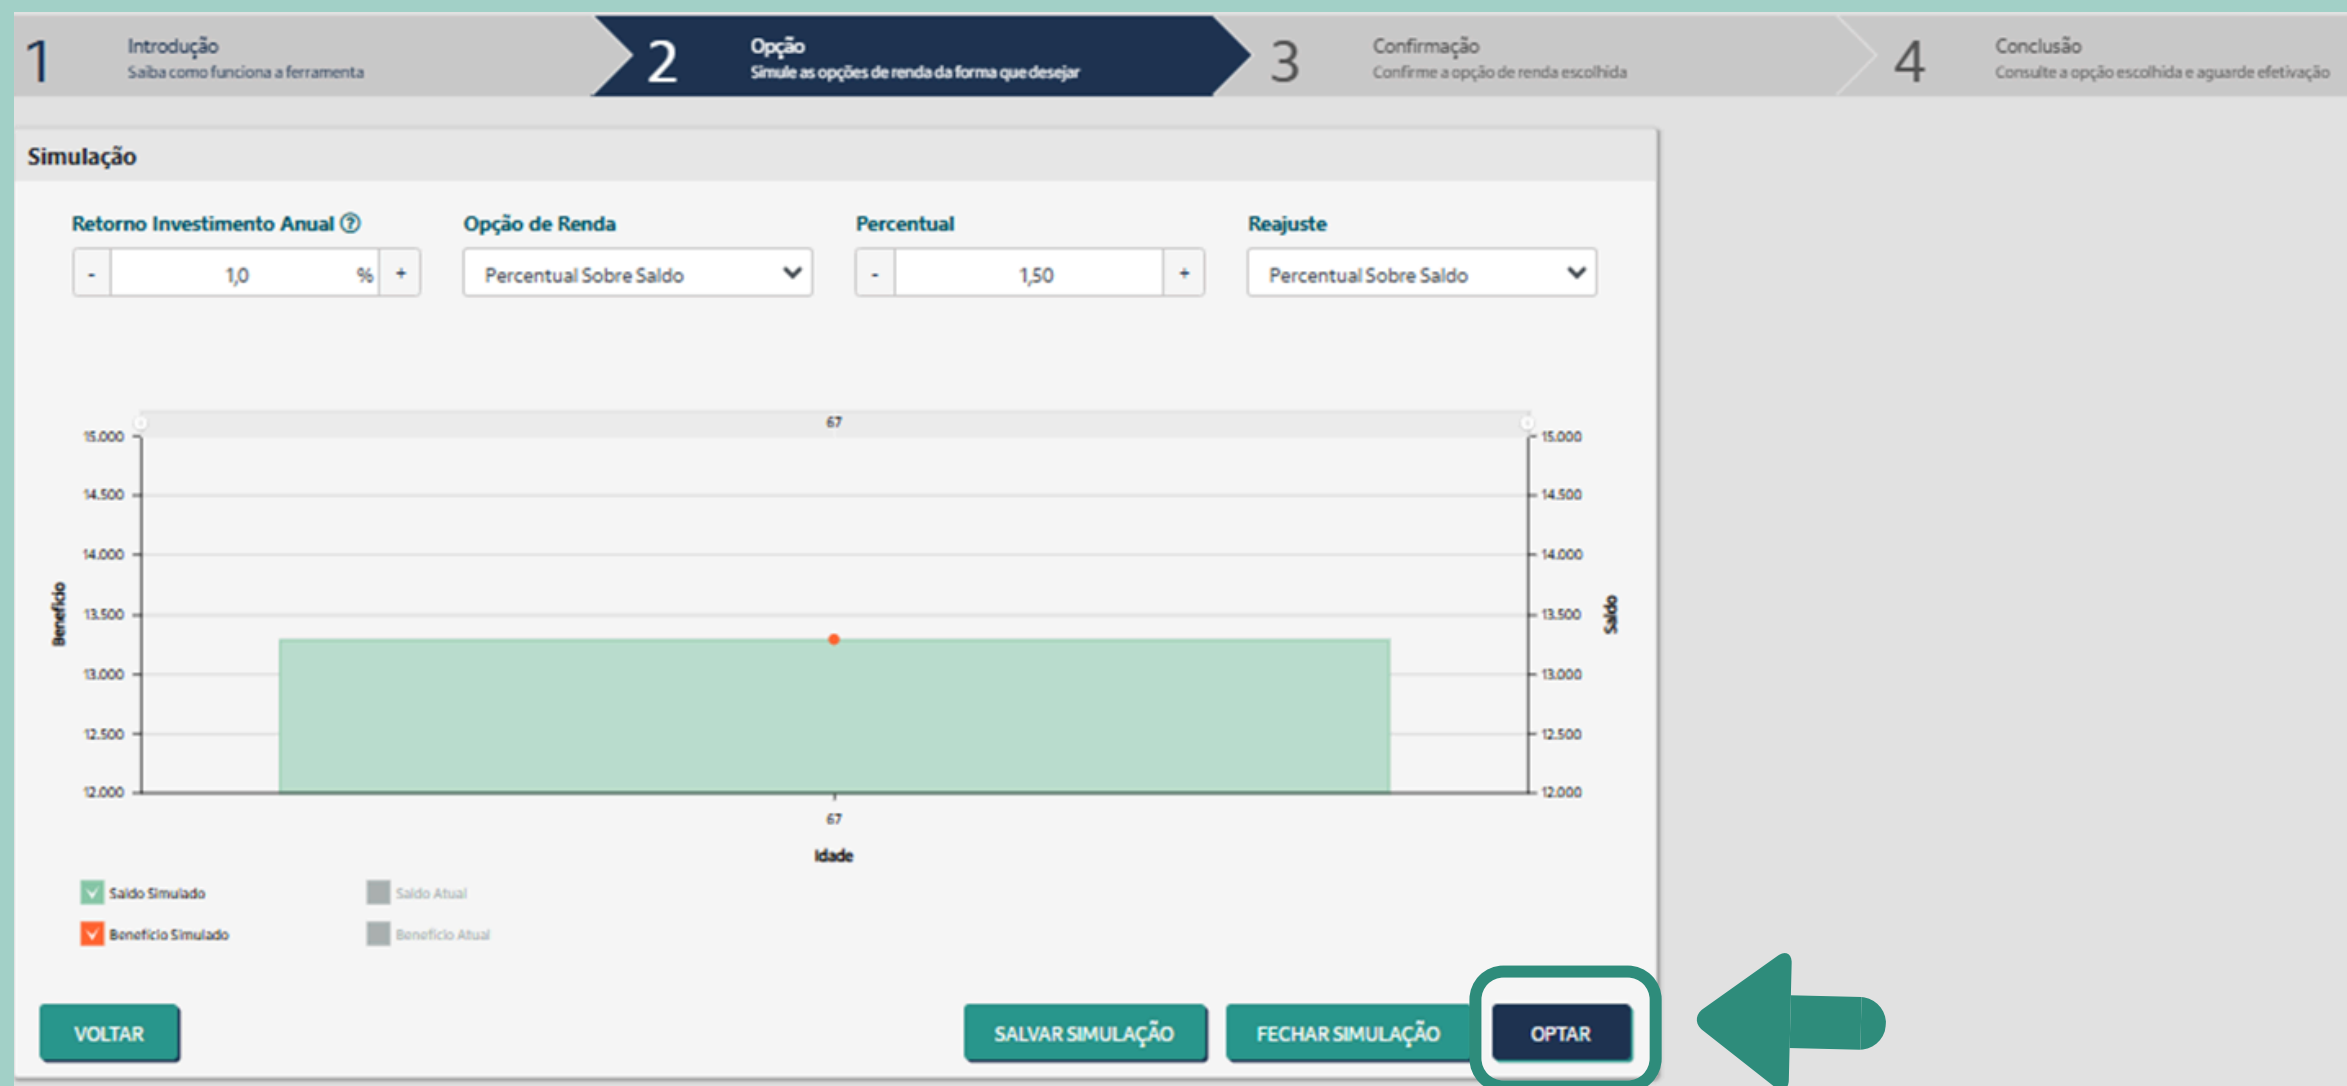 1 Introdução
Saiba como funciona a ferramenta
2 Opção
Simule as opções de renda da forma que desejar
3 Confirmação
Confirme a opção de renda escolhida
4 Conclusão
Consulte a opção escolhida e aguarde efetivação
Simulação
Retorno Investimento Anual ? Opção de Renda Percentual Reajuste
- 1,0 % + Percentual Sobre Saldo - 1,50 + Percentual Sobre Saldo
67
15.000 15.000
14.500 14.500
14.000 14.000
13.500 13.500
13.000 13.000
12.500 12.500
12.000 12.000
Benefício
Saldo
67
Idade
Saldo Simulado Saldo Atual
Benefício Simulado Benefício Atual
VOLTAR SALVAR SIMULAÇÃO FECHAR SIMULAÇÃO OPTAR